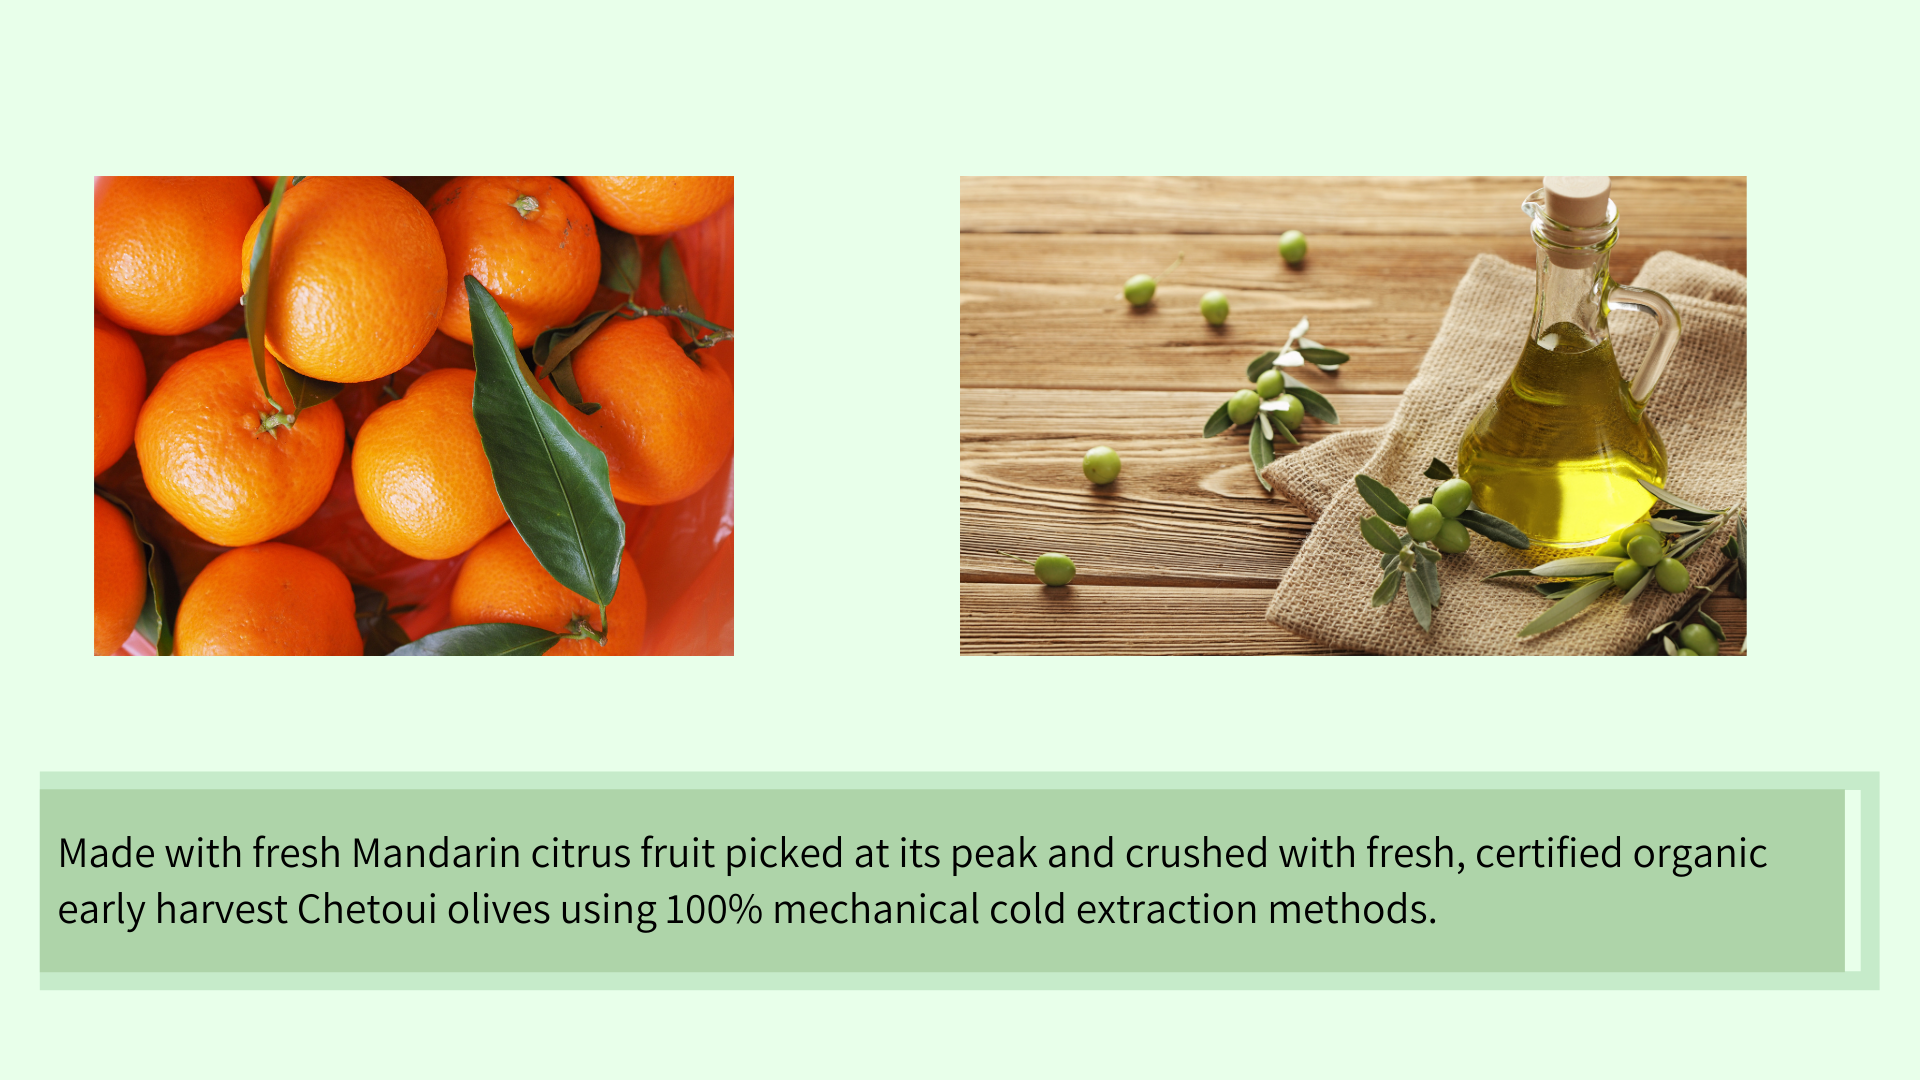 Made with fresh Mandarin citrus fruit picked at its peak and crushed with fresh, certified organic
early harvest Chetoui olives using 100% mechanical cold extraction methods.